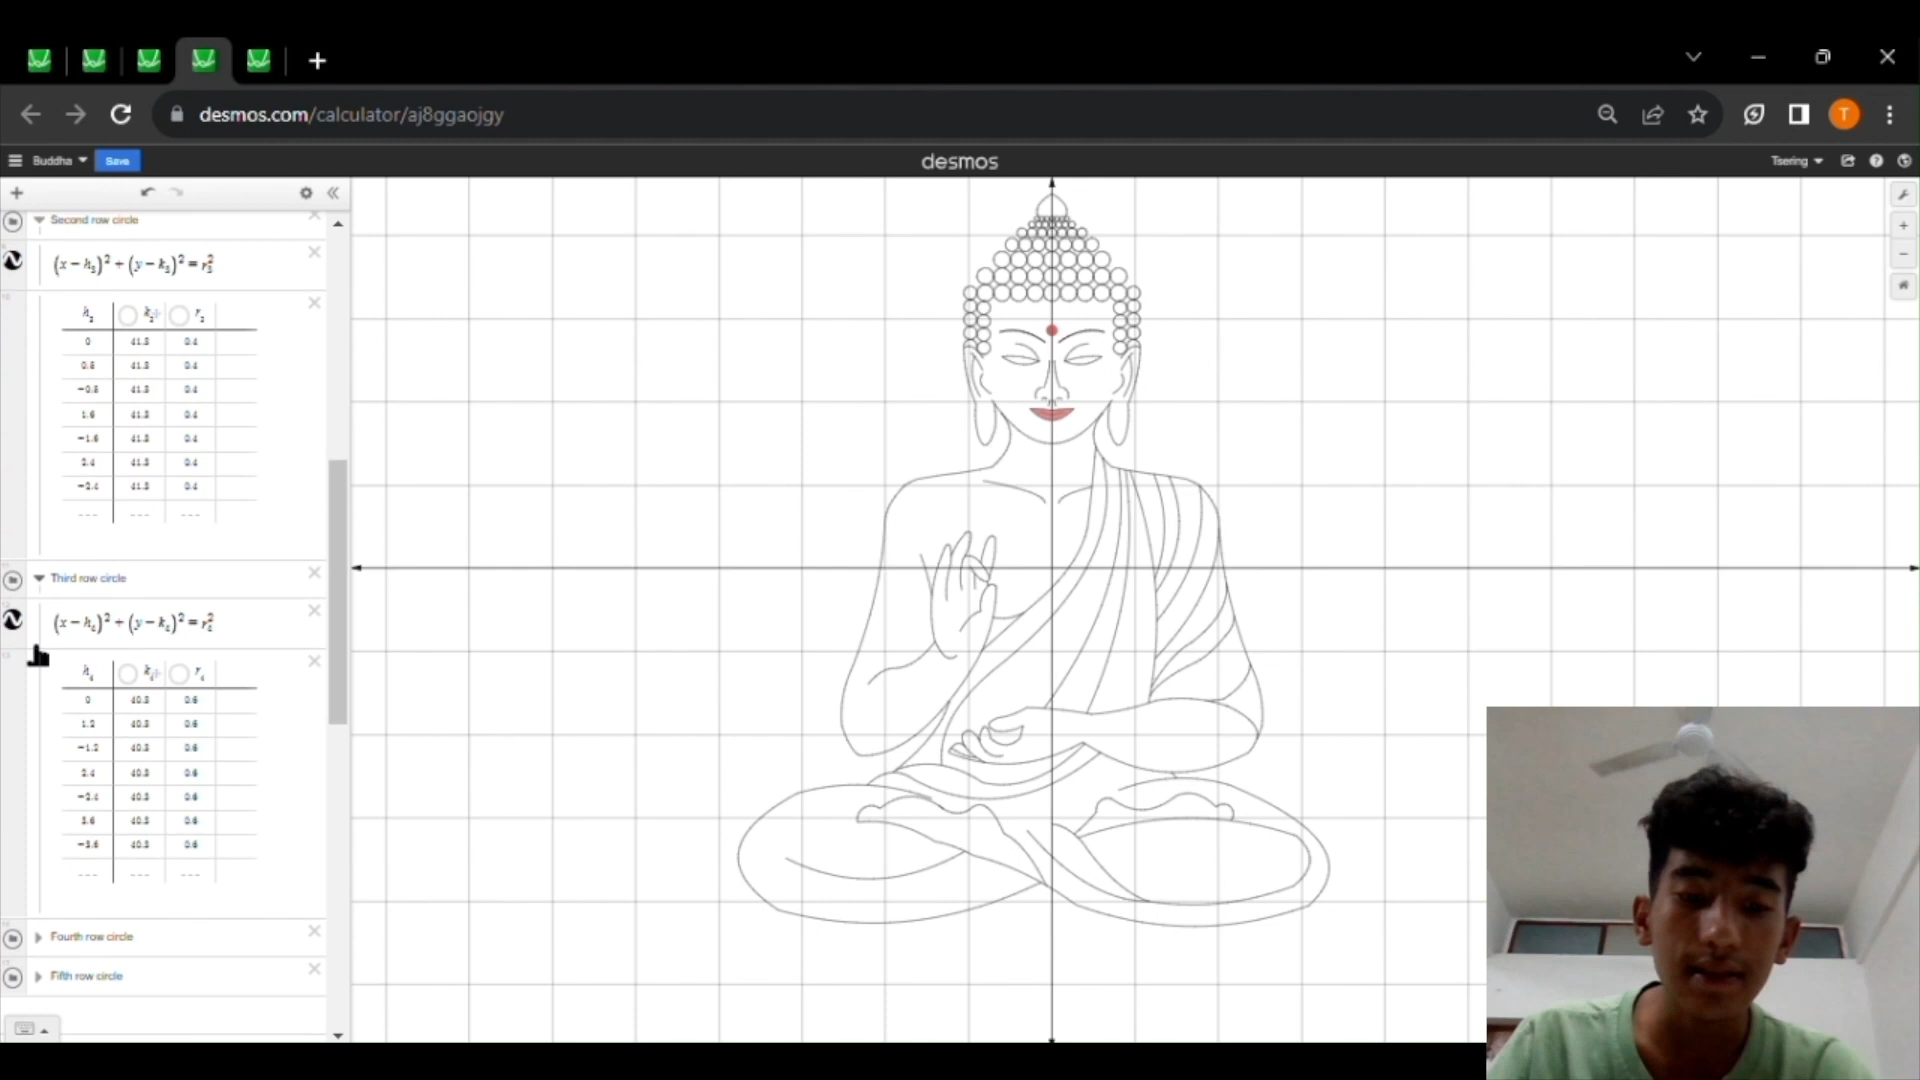 desmos.com/calculator/aj8ggaojgy
T
Buddha
Save
desmos
Tsering
Second row circle
(x − h₃)² + (y − k₃)² = r₃²
h₃ k₃ r₃
0 41.3 0.4
0.8 41.3 0.4
−0.8 41.3 0.4
1.6 41.3 0.4
−1.6 41.3 0.4
2.4 41.3 0.4
−2.4 41.3 0.4
Third row circle
(x − h₄)² + (y − k₄)² = r₄²
h₄ k₄ r₄
0 40.3 0.6
1.2 40.3 0.6
−1.2 40.3 0.6
2.4 40.3 0.6
−2.4 40.3 0.6
3.6 40.3 0.6
−3.6 40.3 0.6
Fourth row circle
Fifth row circle